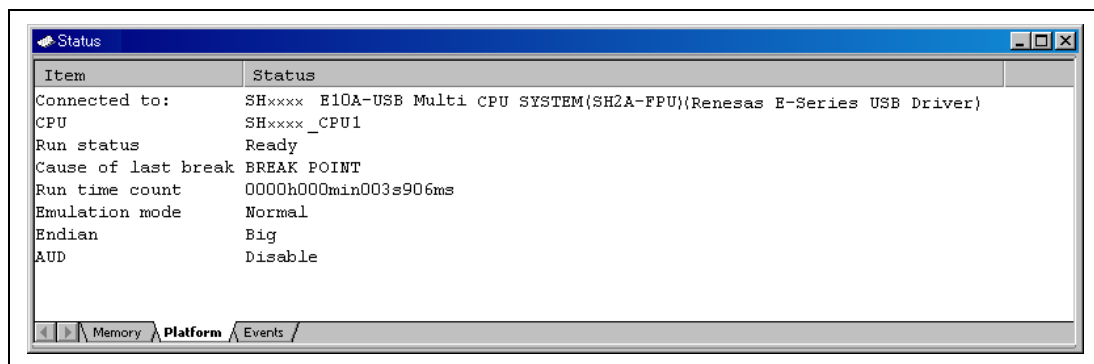 Status
Item Status
Connected to: SHxxxx E10A-USB Multi CPU SYSTEM(SH2A-FPU)(Renesas E-Series USB Driver)
CPU SHxxxx _CPU1
Run status Ready
Cause of last break BREAK POINT
Run time count 0000h000min003s906ms
Emulation mode Normal
Endian Big
AUD Disable
Memory Platform Events